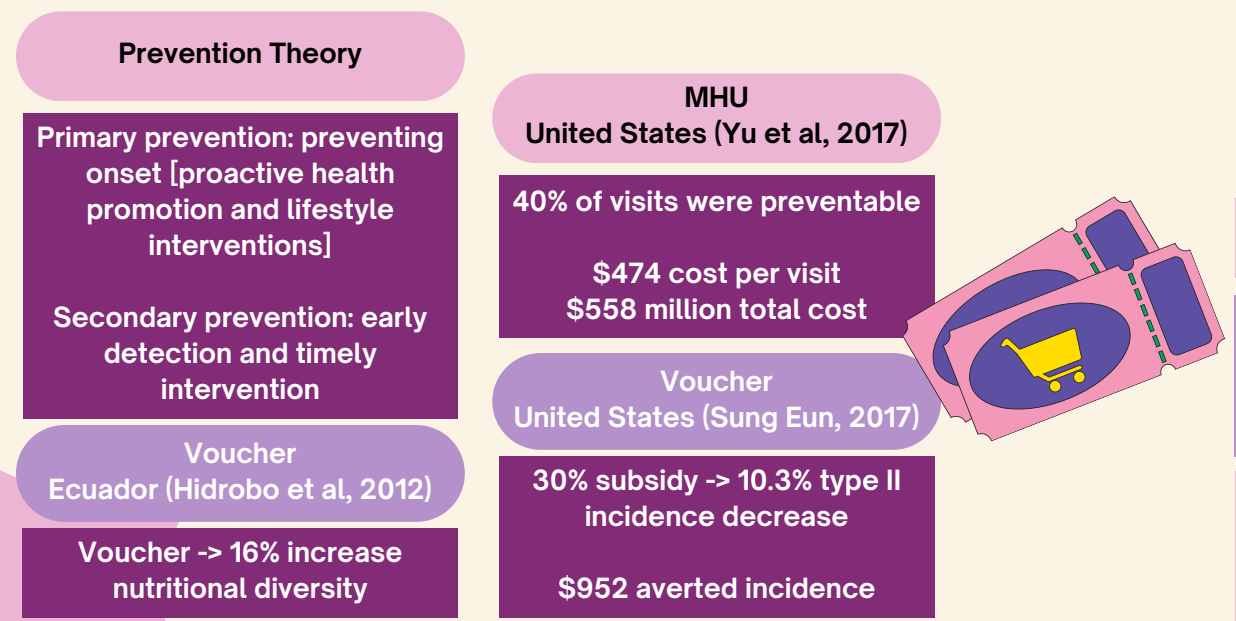 Prevention Theory
Primary prevention: preventing
onset [proactive health
promotion and lifestyle
interventions]
Secondary prevention: early
detection and timely
intervention
Voucher
Ecuador (Hidrobo et al, 2012)
Voucher -> 16% increase
nutritional diversity
MHU
United States (Yu et al, 2017)
40% of visits were preventable
$474 cost per visit
$558 million total cost
Voucher
United States (Sung Eun, 2017)
30% subsidy -> 10.3% type II
incidence decrease
$952 averted incidence